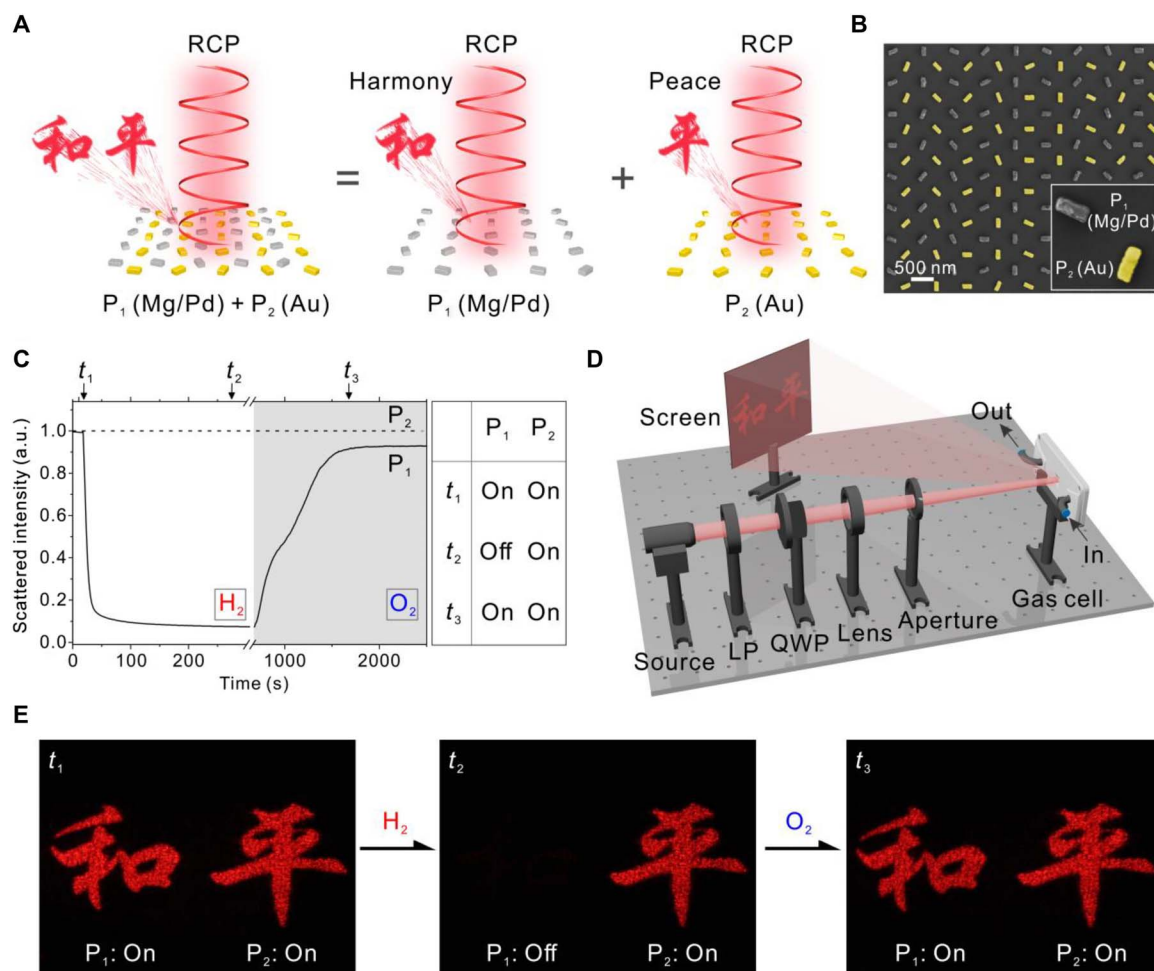 A
RCP
和平
P₁ (Mg/Pd) + P₂ (Au)
=
RCP
Harmony
和
P₁ (Mg/Pd)
+
RCP
Peace
平
P₂ (Au)
B
P₁
(Mg/Pd)
P₂ (Au)
500 nm
C
t₁ t₂ t₃
Scattered intensity (a.u.)
1.0
0.8
0.6
0.4
0.2
0.0
P₂
P₁
H₂
O₂
0 100 200 1000 2000
Time (s)
P₁ P₂
t₁ On On
t₂ Off On
t₃ On On
D
Screen
和平
Out
In
Source
LP
QWP
Lens
Aperture
Gas cell
E
t₁
和平
P₁: On P₂: On
H₂
t₂
和平
P₁: Off P₂: On
O₂
t₃
和平
P₁: On P₂: On